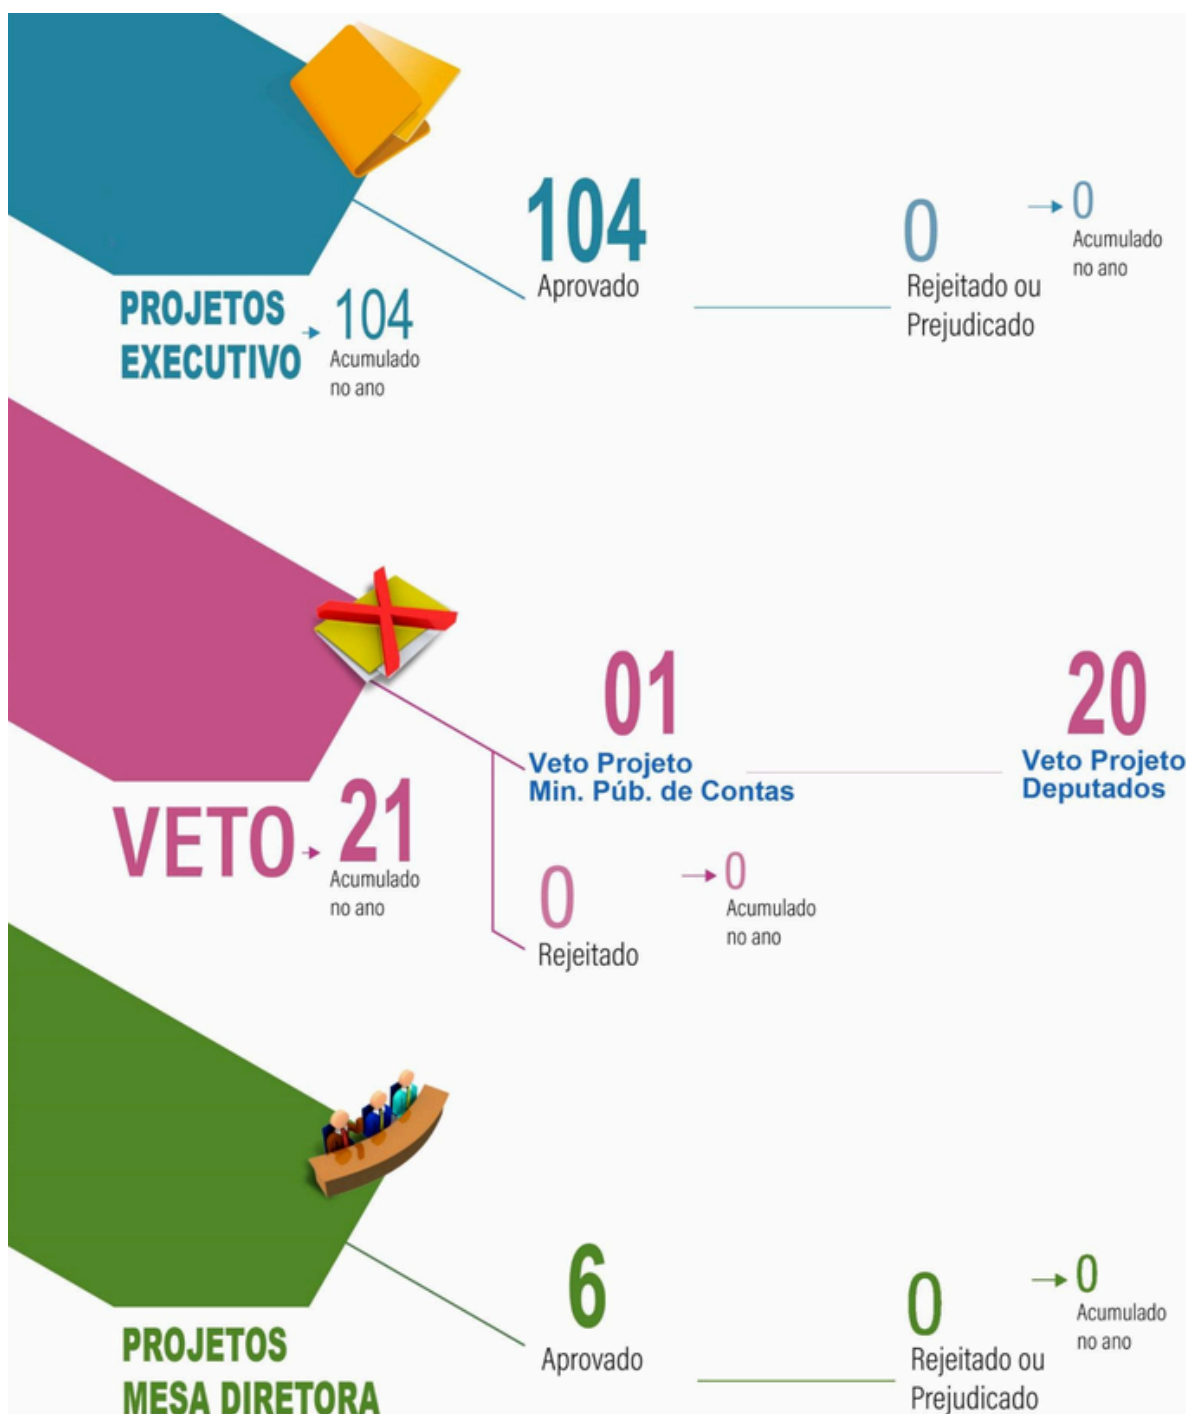 104
Aprovado
0
Rejeitado ou
Prejudicado
0
Acumulado
no ano
PROJETOS
EXECUTIVO
104
Acumulado
no ano
01
Veto Projeto
Min. Púb. de Contas
20
Veto Projeto
Deputados
VETO
21
Acumulado
no ano
0
Rejeitado
0
Acumulado
no ano
6
Aprovado
0
Rejeitado ou
Prejudicado
0
Acumulado
no ano
PROJETOS
MESA DIRETORA